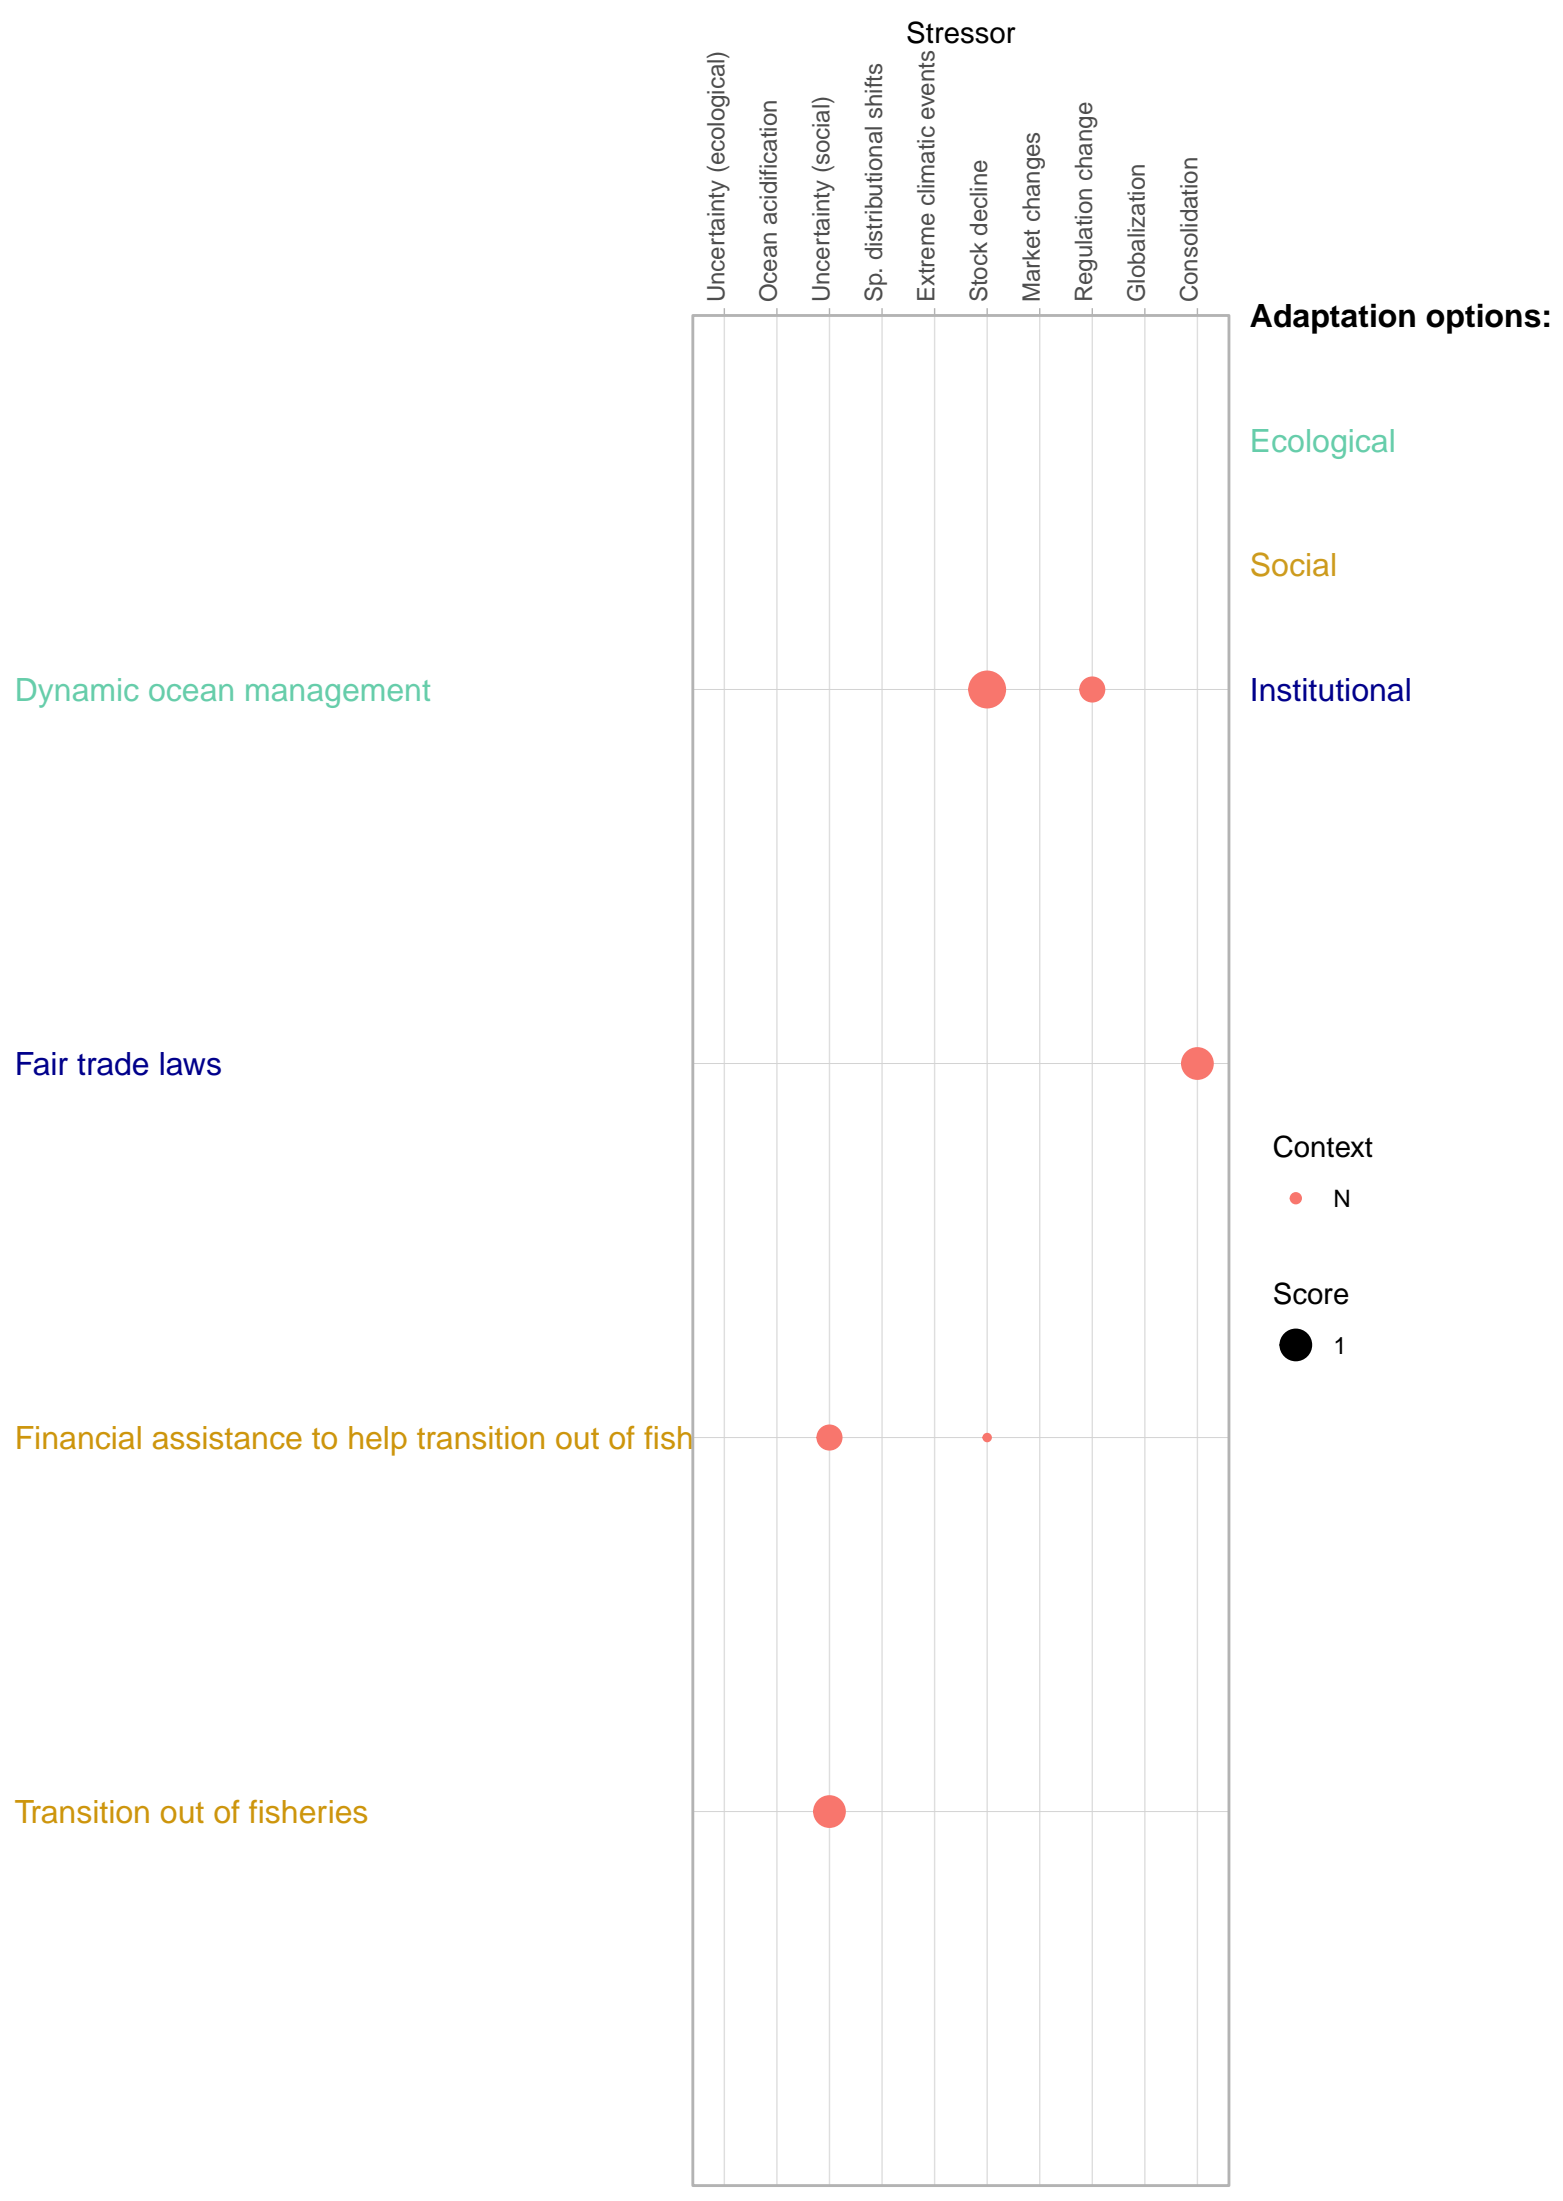 Stressor
Uncertainty (ecological)
Ocean acidification
Uncertainty (social)
Sp. distributional shifts
Extreme climatic events
Stock decline
Market changes
Regulation change
Globalization
Consolidation
Adaptation options:
Ecological
Social
Dynamic ocean management
Institutional
Fair trade laws
Context
N
Score
1
Financial assistance to help transition out of fish
Transition out of fisheries